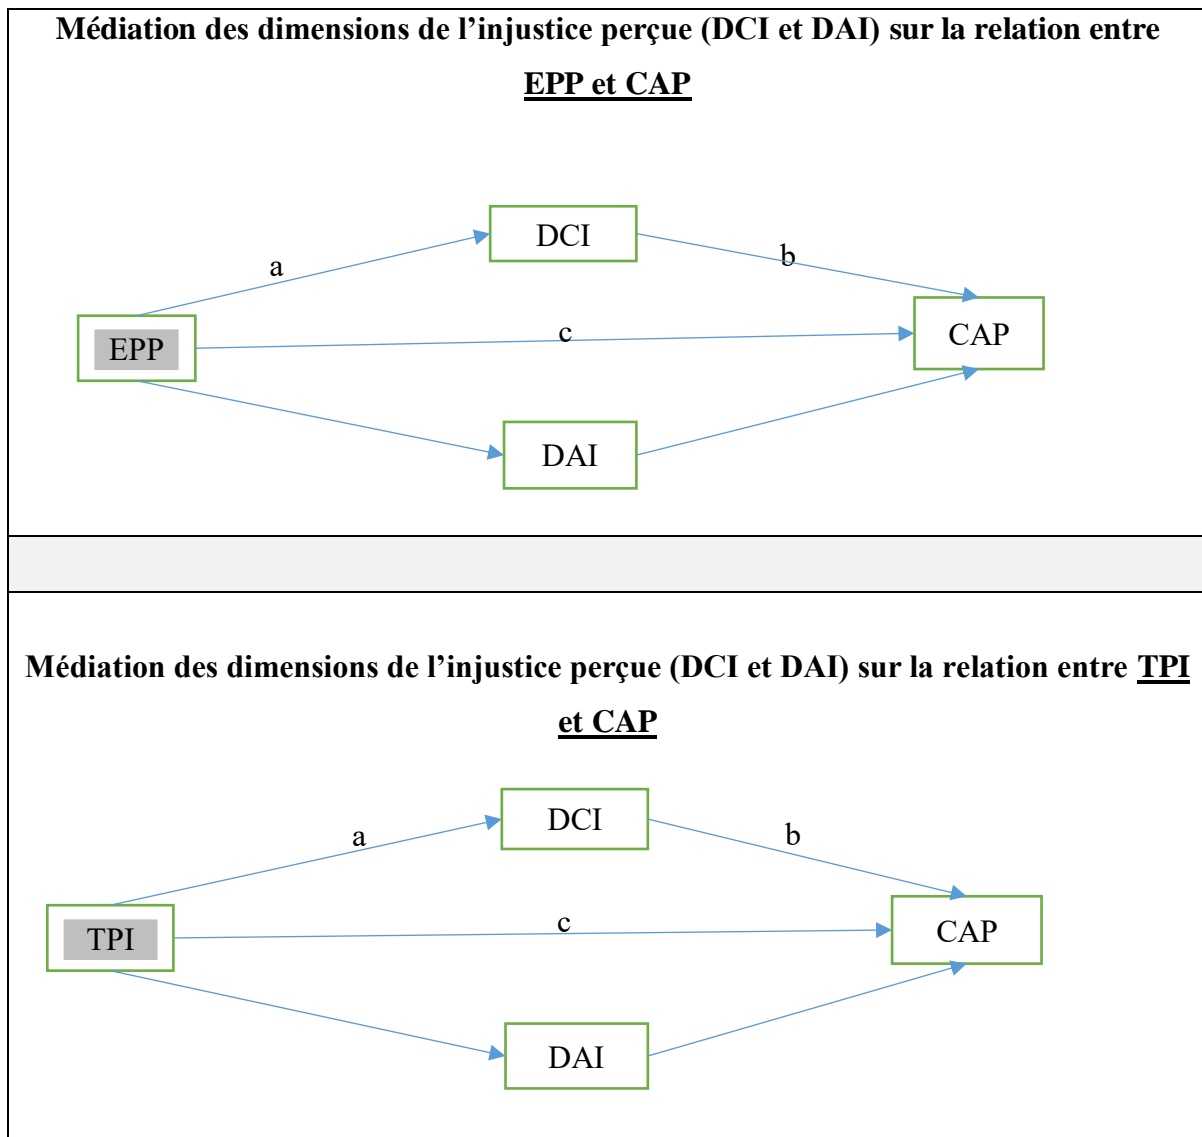 Médiation des dimensions de l’injustice perçue (DCI et DAI) sur la relation entre
EPP et CAP
DCI
a
b
EPP
c
CAP
DAI
Médiation des dimensions de l’injustice perçue (DCI et DAI) sur la relation entre TPI
et CAP
DCI
a
b
TPI
c
CAP
DAI